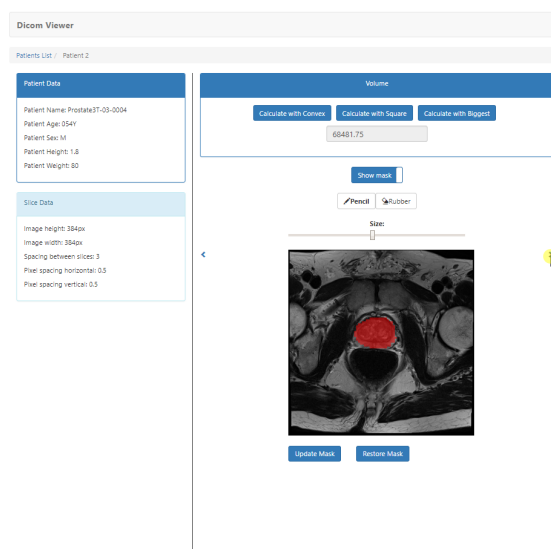 Dicom Viewer
Patients List / Patient 2
Patient Data
Patient Name: Prostate3T-03-0004
Patient Age: 054Y
Patient Sex: M
Patient Height: 1.8
Patient Weight: 80
Slice Data
Image height: 384px
Image width: 384px
Spacing between slices: 3
Pixel spacing horizontal: 0.5
Pixel spacing vertical: 0.5
Volume
Calculate with Convex Calculate with Square Calculate with Biggest
68481.75
Show mask
Pencil Rubber
Size:
Update Mask Restore Mask